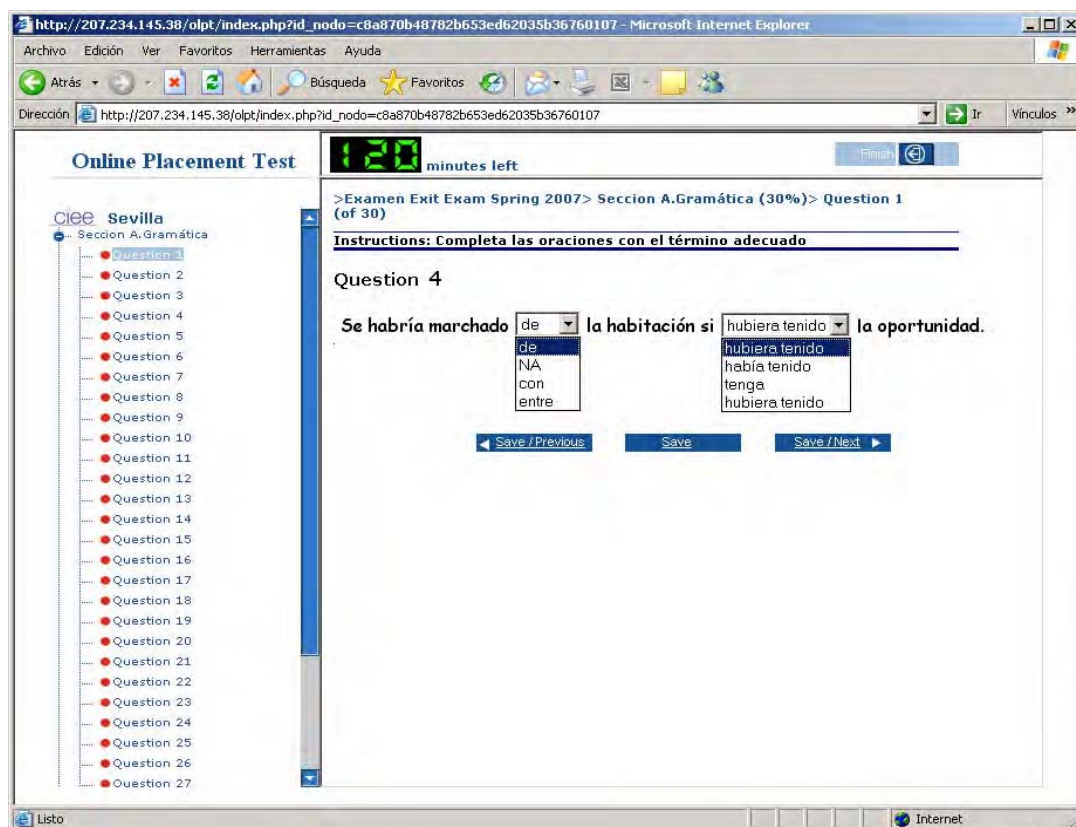 http://207.234.145.38/olpt/index.php?id_nodo=c8a870b48782b653ed62035b36760107 - Microsoft Internet Explorer
Archivo Edición Ver Favoritos Herramientas Ayuda
Atrás Búsqueda Favoritos
Dirección http://207.234.145.38/olpt/index.php?id_nodo=c8a870b48782b653ed62035b36760107 Ir Vínculos »
Online Placement Test
120 minutes left
Finish
ciee Sevilla
Seccion A.Gramática
Question 1
Question 2
Question 3
Question 4
Question 5
Question 6
Question 7
Question 8
Question 9
Question 10
Question 11
Question 12
Question 13
Question 14
Question 15
Question 16
Question 17
Question 18
Question 19
Question 20
Question 21
Question 22
Question 23
Question 24
Question 25
Question 26
Question 27
>Examen Exit Exam Spring 2007> Seccion A.Gramática (30%)> Question 1
(of 30)
Instructions: Completa las oraciones con el término adecuado
Question 4
Se habría marchado de la habitación si hubiera tenido la oportunidad.
de
NA
con
entre
hubiera tenido
había tenido
tenga
hubiera tenido
Save / Previous Save Save / Next
Listo Internet